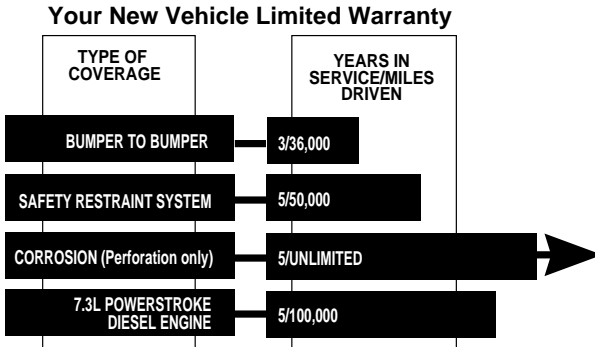 Your New Vehicle Limited Warranty
TYPE OF
COVERAGE
YEARS IN
SERVICE/MILES
DRIVEN
BUMPER TO BUMPER
3/36,000
SAFETY RESTRAINT SYSTEM
5/50,000
CORROSION (Perforation only)
5/UNLIMITED
7.3L POWERSTROKE
DIESEL ENGINE
5/100,000